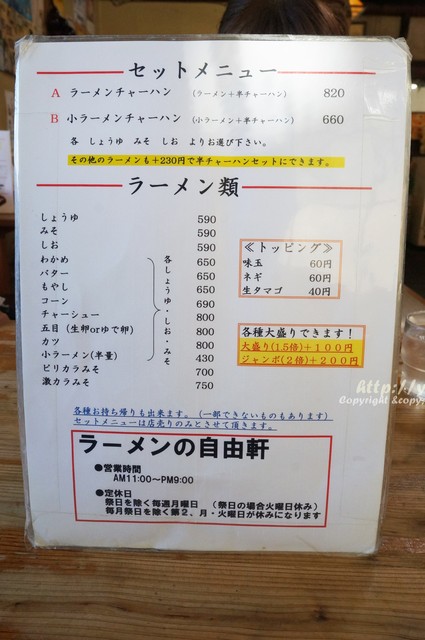 セットメニュー
A ラーメンチャーハン (ラーメン+半チャーハン) 820
B 小ラーメンチャーハン (小ラーメン+半チャーハン) 660
各 しょうゆ みそ しお よりお選び下さい。
その他のラーメンも+230円で半チャーハンセットにできます。
ラーメン類
しょうゆ 590
みそ 590
しお 590
わかめ 650
バター 650
もやし 650
コーン 690
チャーシュー 800
五目(生卵orゆで卵) 800
カツ 800
小ラーメン(半量) 430
各しょうゆ・しお・みそ
ピリカラみそ 700
激カラみそ 750
≪トッピング≫
味玉 60円
ネギ 60円
生タマゴ 40円
各種大盛りできます!
大盛り(1.5倍)+100円
ジャンボ(2倍)+200円
各種お持ち帰りも出来ます。(一部できないものもあります)
セットメニューは店売りのみとさせて頂きます。
ラーメンの自由軒
●営業時間
AM11:00〜PM9:00
●定休日
祭日を除く毎週月曜日 (祭日の場合火曜日休み)
毎月祭日を除く第2、月・火曜日が休みになります
http://y
Copyright &copy